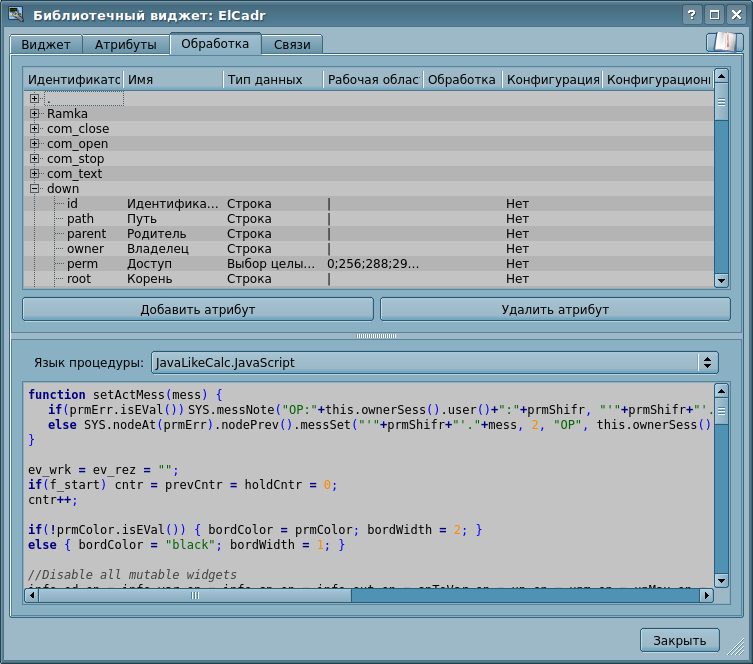 Библиотечный виджет: ElCadr
Виджет Атрибуты Обработка Связи
Идентификатс Имя Тип данных Рабочая облас Обработка Конфигурация Конфигурационн
.
Ramka
com_close
com_open
com_stop
com_text
down
id Идентифика... Строка | Нет
path Путь Строка | Нет
parent Родитель Строка | Нет
owner Владелец Строка | Нет
perm Доступ Выбор целы... 0;256;288;29... Нет
root Корень Строка | Нет
Добавить атрибут Удалить атрибут
Язык процедуры: JavaLikeCalc.JavaScript
function setActMess(mess) {
if(prmErr.isEVal()) SYS.messNote("OP:"+this.ownerSess().user()+":"+prmShifr, "'"+prmShifr+"'.
else SYS.nodeAt(prmErr).nodePrev().messSet("'"+prmShifr+"'."+mess, 2, "OP", this.ownerSess()
}
ev_wrk = ev_rez = "";
if(f_start) cntr = prevCntr = holdCntr = 0;
cntr++;
if(!prmColor.isEVal()) { bordColor = prmColor; bordWidth = 2; }
else { bordColor = "black"; bordWidth = 1; }
//Disable all mutable widgets
Закрыть